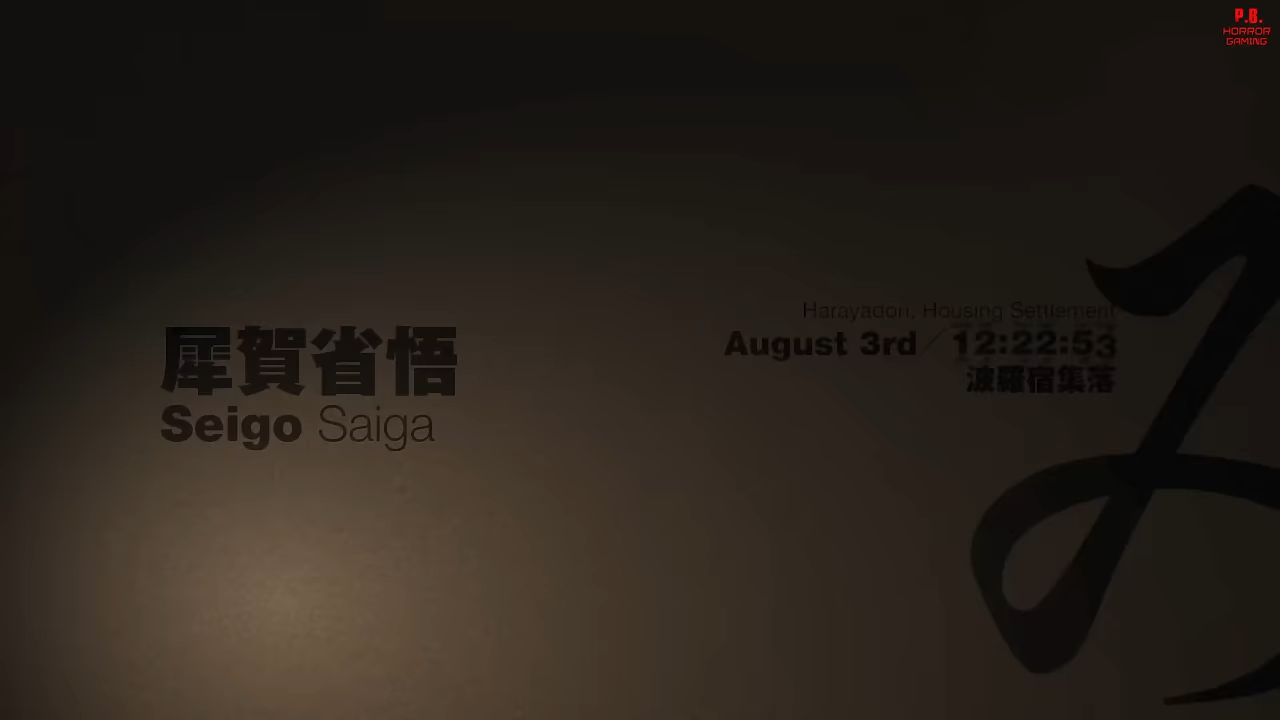 P.B.
HORROR
GAMING
犀賀省悟
Seigo Saiga
Harayadori, Housing Settlement
August 3rd / 12:22:53
波羅宿集落
み